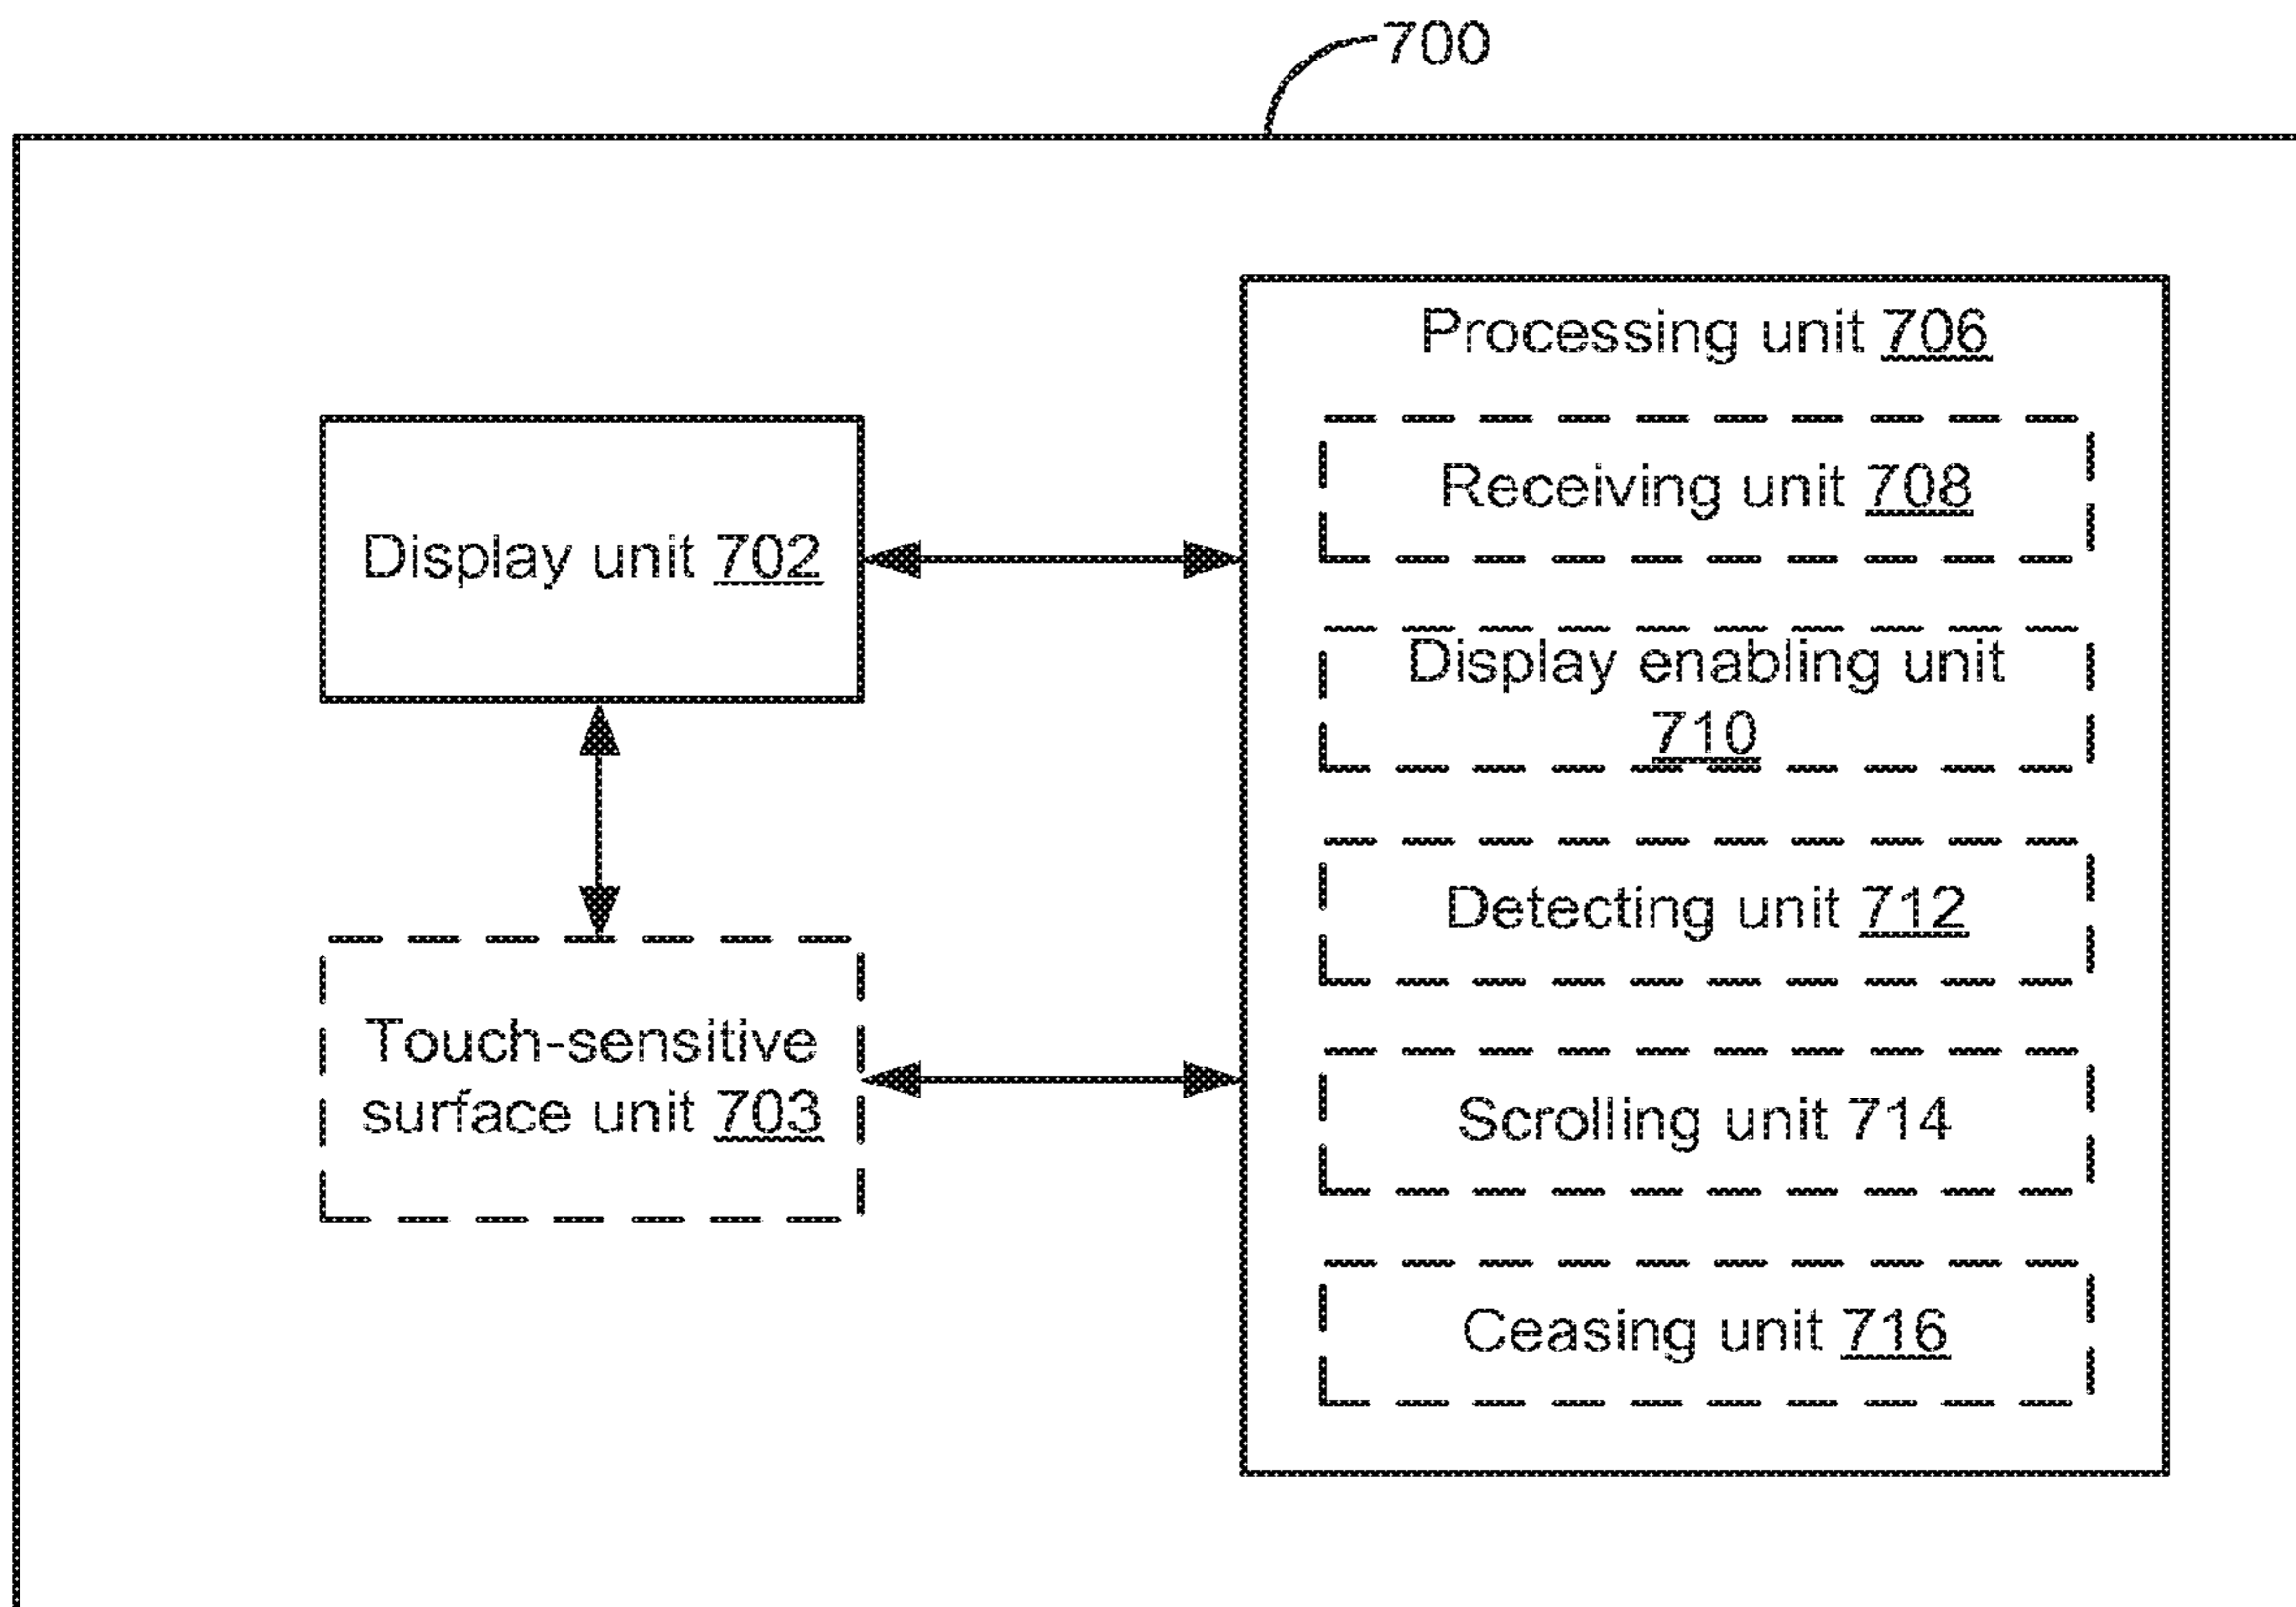 700
Processing unit 706
Receiving unit 708
Display unit 702
Display enabling unit
710
Detecting unit 712
Touch-sensitive
surface unit 703
Scrolling unit 714
Ceasing unit 716